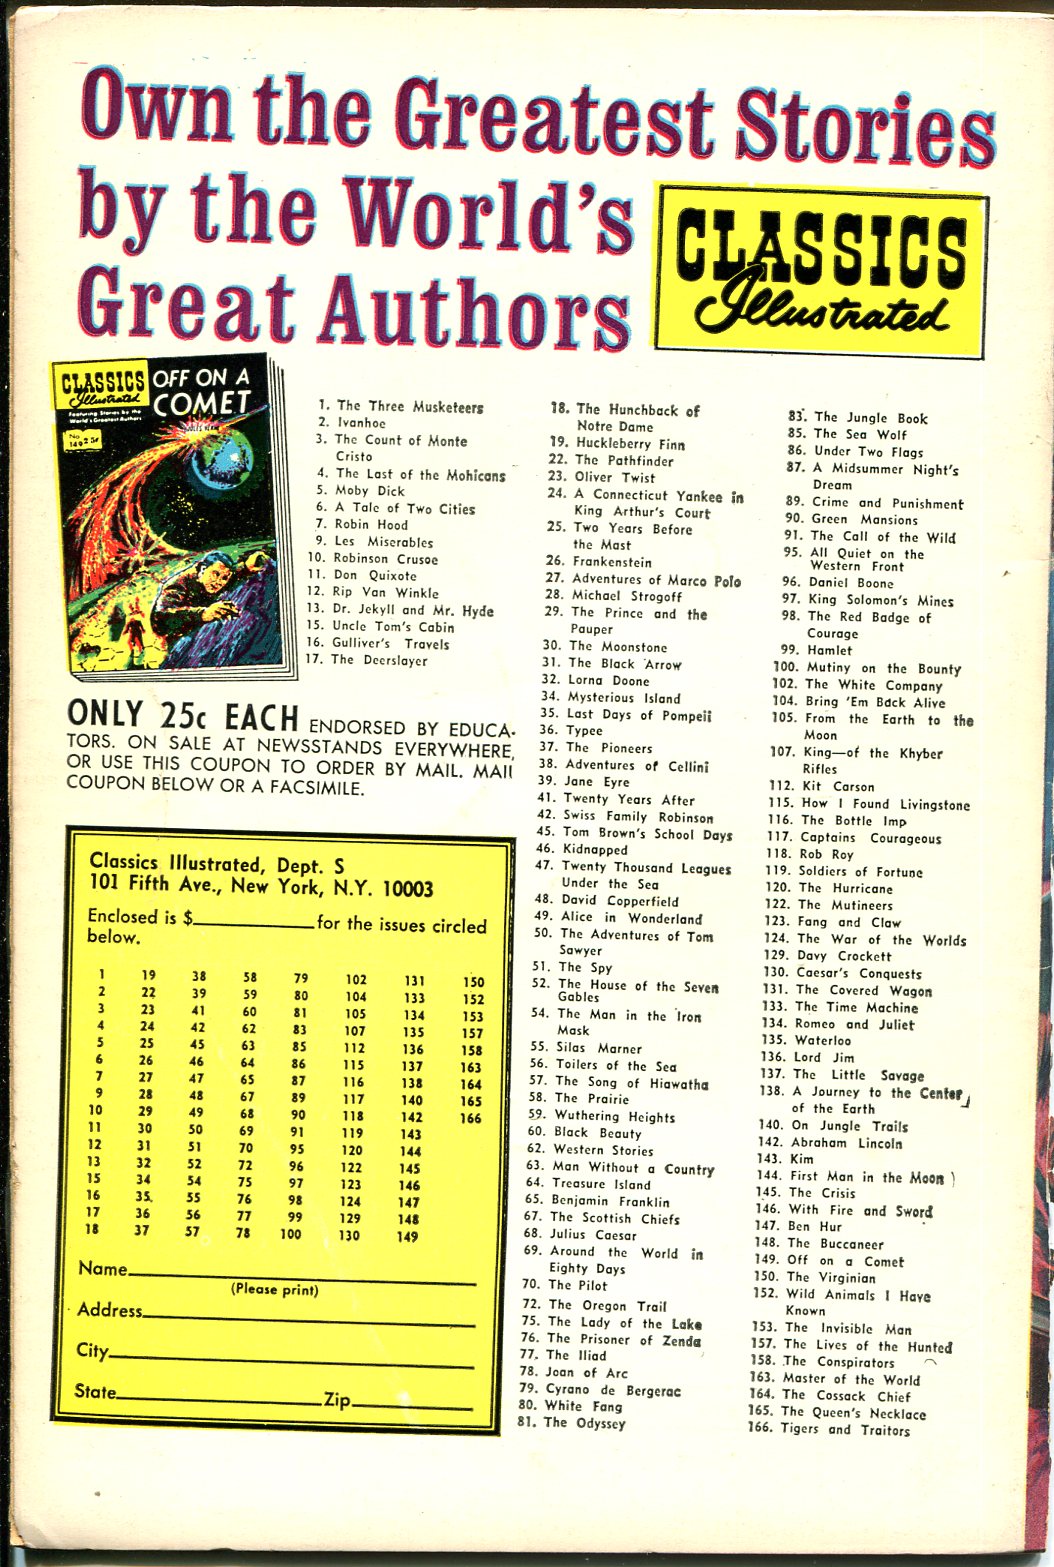 Own the Greatest Stories
by the World's
Great Authors
CLASSICS
Illustrated
CLASSICS
Illustrated
Featuring Stories by the
World's Greatest Authors
OFF ON A
COMET
No.
149 25¢
1. The Three Musketeers
2. Ivanhoe
3. The Count of Monte
Cristo
4. The Last of the Mohicans
5. Moby Dick
6. A Tale of Two Cities
7. Robin Hood
9. Les Miserables
10. Robinson Crusoe
11. Don Quixote
12. Rip Van Winkle
13. Dr. Jekyll and Mr. Hyde
15. Uncle Tom's Cabin
16. Gulliver's Travels
17. The Deerslayer
ONLY 25c EACH ENDORSED BY EDUCA-
TORS. ON SALE AT NEWSSTANDS EVERYWHERE,
OR USE THIS COUPON TO ORDER BY MAIL. MAIL
COUPON BELOW OR A FACSIMILE.
Classics Illustrated, Dept. S
101 Fifth Ave., New York, N.Y. 10003
Enclosed is $ for the issues circled
below.
1 19 38 58 79 102 131 150
2 22 39 59 80 104 133 152
3 23 41 60 81 105 134 153
4 24 42 62 83 107 135 157
5 25 45 63 85 112 136 158
6 26 46 64 86 115 137 163
7 27 47 65 87 116 138 164
9 28 48 67 89 117 140 165
10 29 49 68 90 118 142 166
11 30 50 69 91 119 143
12 31 51 70 95 120 144
13 32 52 72 96 122 145
15 34 54 75 97 123 146
16 35 55 76 98 124 147
17 36 56 77 99 129 148
18 37 57 78 100 130 149
Name
(Please print)
Address
City
State Zip
18. The Hunchback of
Notre Dame
19. Huckleberry Finn
22. The Pathfinder
23. Oliver Twist
24. A Connecticut Yankee in
King Arthur's Court
25. Two Years Before
the Mast
26. Frankenstein
27. Adventures of Marco Polo
28. Michael Strogoff
29. The Prince and the
Pauper
30. The Moonstone
31. The Black Arrow
32. Lorna Doone
34. Mysterious Island
35. Last Days of Pompeii
36. Typee
37. The Pioneers
38. Adventures of Cellini
39. Jane Eyre
41. Twenty Years After
42. Swiss Family Robinson
45. Tom Brown's School Days
46. Kidnapped
47. Twenty Thousand Leagues
Under the Sea
48. David Copperfield
49. Alice in Wonderland
50. The Adventures of Tom
Sawyer
51. The Spy
52. The House of the Seven
Gables
54. The Man in the Iron
Mask
55. Silas Marner
56. Toilers of the Sea
57. The Song of Hiawatha
58. The Prairie
59. Wuthering Heights
60. Black Beauty
62. Western Stories
63. Man Without a Country
64. Treasure Island
65. Benjamin Franklin
67. The Scottish Chiefs
68. Julius Caesar
69. Around the World in
Eighty Days
70. The Pilot
72. The Oregon Trail
75. The Lady of the Lake
76. The Prisoner of Zenda
77. The Iliad
78. Joan of Arc
79. Cyrano de Bergerac
80. White Fang
81. The Odyssey
83. The Jungle Book
85. The Sea Wolf
86. Under Two Flags
87. A Midsummer Night's
Dream
89. Crime and Punishment
90. Green Mansions
91. The Call of the Wild
95. All Quiet on the
Western Front
96. Daniel Boone
97. King Solomon's Mines
98. The Red Badge of
Courage
99. Hamlet
100. Mutiny on the Bounty
102. The White Company
104. Bring 'Em Back Alive
105. From the Earth to the
Moon
107. King—of the Khyber
Rifles
112. Kit Carson
115. How I Found Livingstone
116. The Bottle Imp
117. Captains Courageous
118. Rob Roy
119. Soldiers of Fortune
120. The Hurricane
122. The Mutineers
123. Fang and Claw
124. The War of the Worlds
129. Davy Crockett
130. Caesar's Conquests
131. The Covered Wagon
133. The Time Machine
134. Romeo and Juliet
135. Waterloo
136. Lord Jim
137. The Little Savage
138. A Journey to the Center
of the Earth
140. On Jungle Trails
142. Abraham Lincoln
143. Kim
144. First Man in the Moon
145. The Crisis
146. With Fire and Sword
147. Ben Hur
148. The Buccaneer
149. Off on a Comet
150. The Virginian
152. Wild Animals I Have
Known
153. The Invisible Man
157. The Lives of the Hunted
158. The Conspirators
163. Master of the World
164. The Cossack Chief
165. The Queen's Necklace
166. Tigers and Traitors